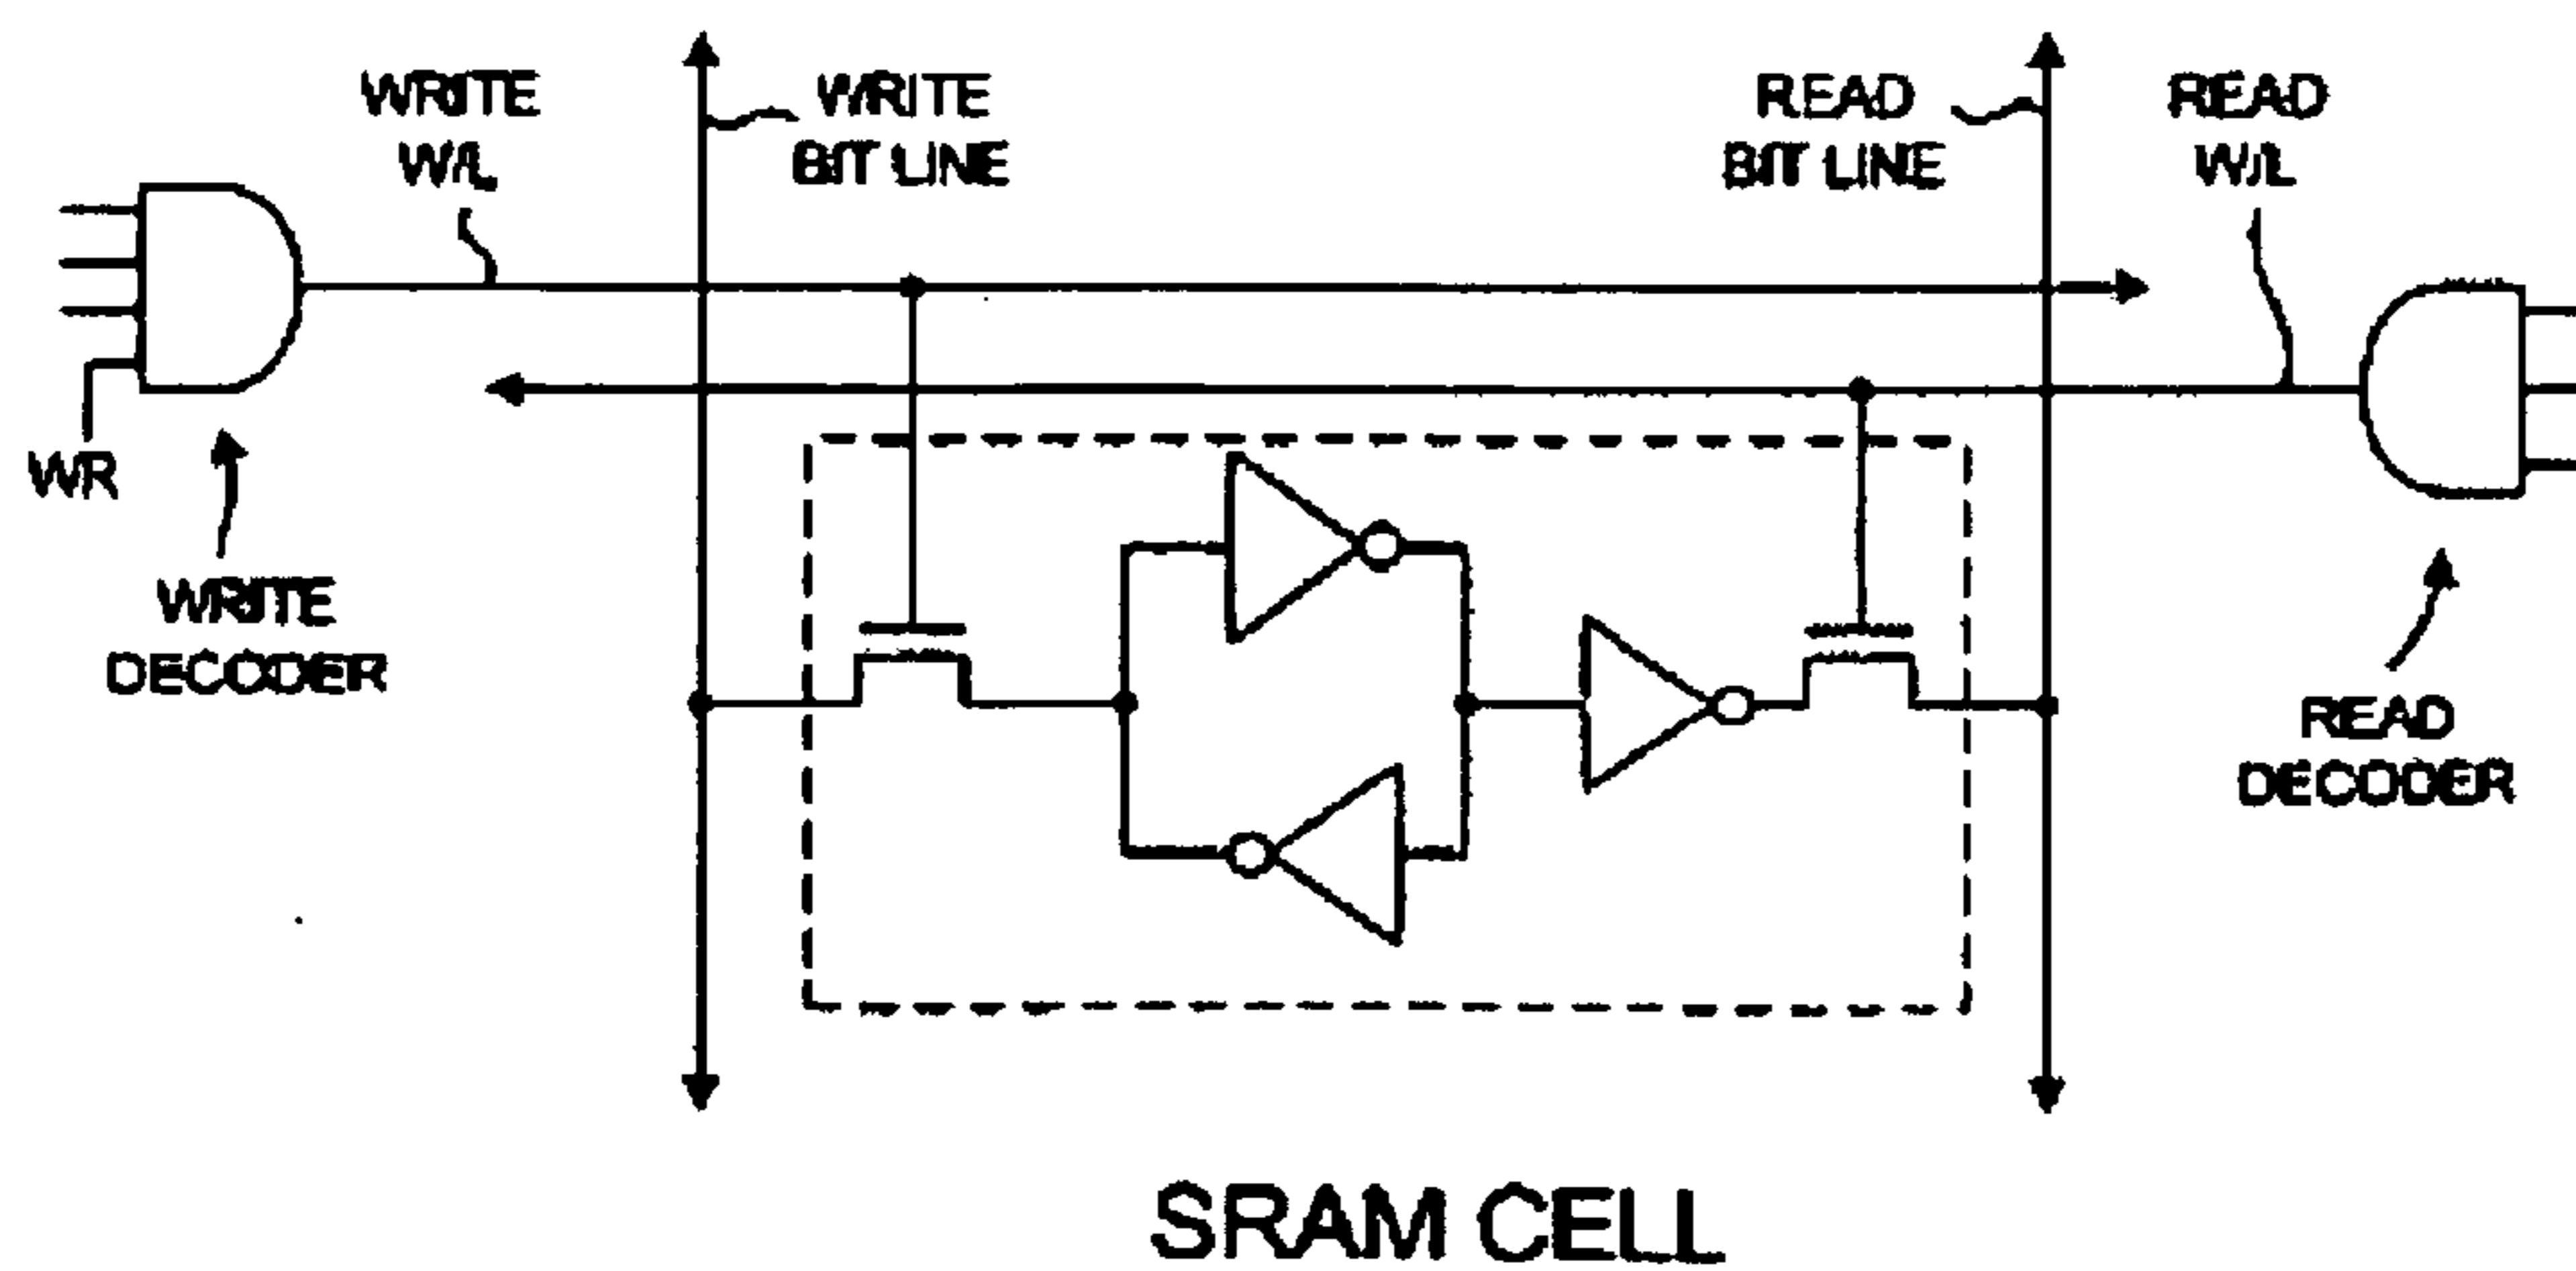 WRITE
W/L
WRITE
BIT LINE
READ
BIT LINE
READ
W/L
WR
WRITE
DECODER
READ
DECODER
SRAM CELL